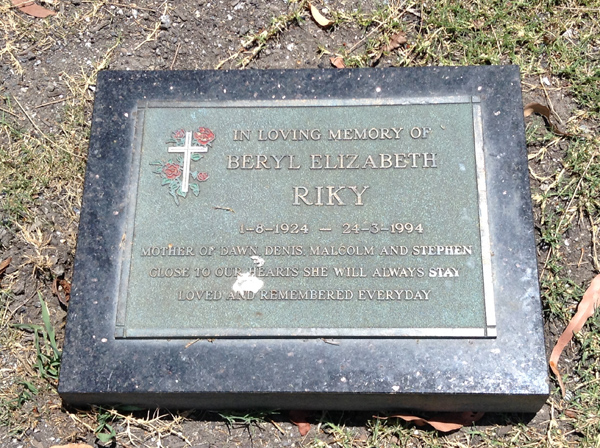 IN LOVING MEMORY OF
BERYL ELIZABETH
RIKY
1-8-1924 — 24-3-1994
MOTHER OF DAWN, DENIS, MALCOLM AND STEPHEN
CLOSE TO OUR HEARTS SHE WILL ALWAYS STAY
LOVED AND REMEMBERED EVERYDAY